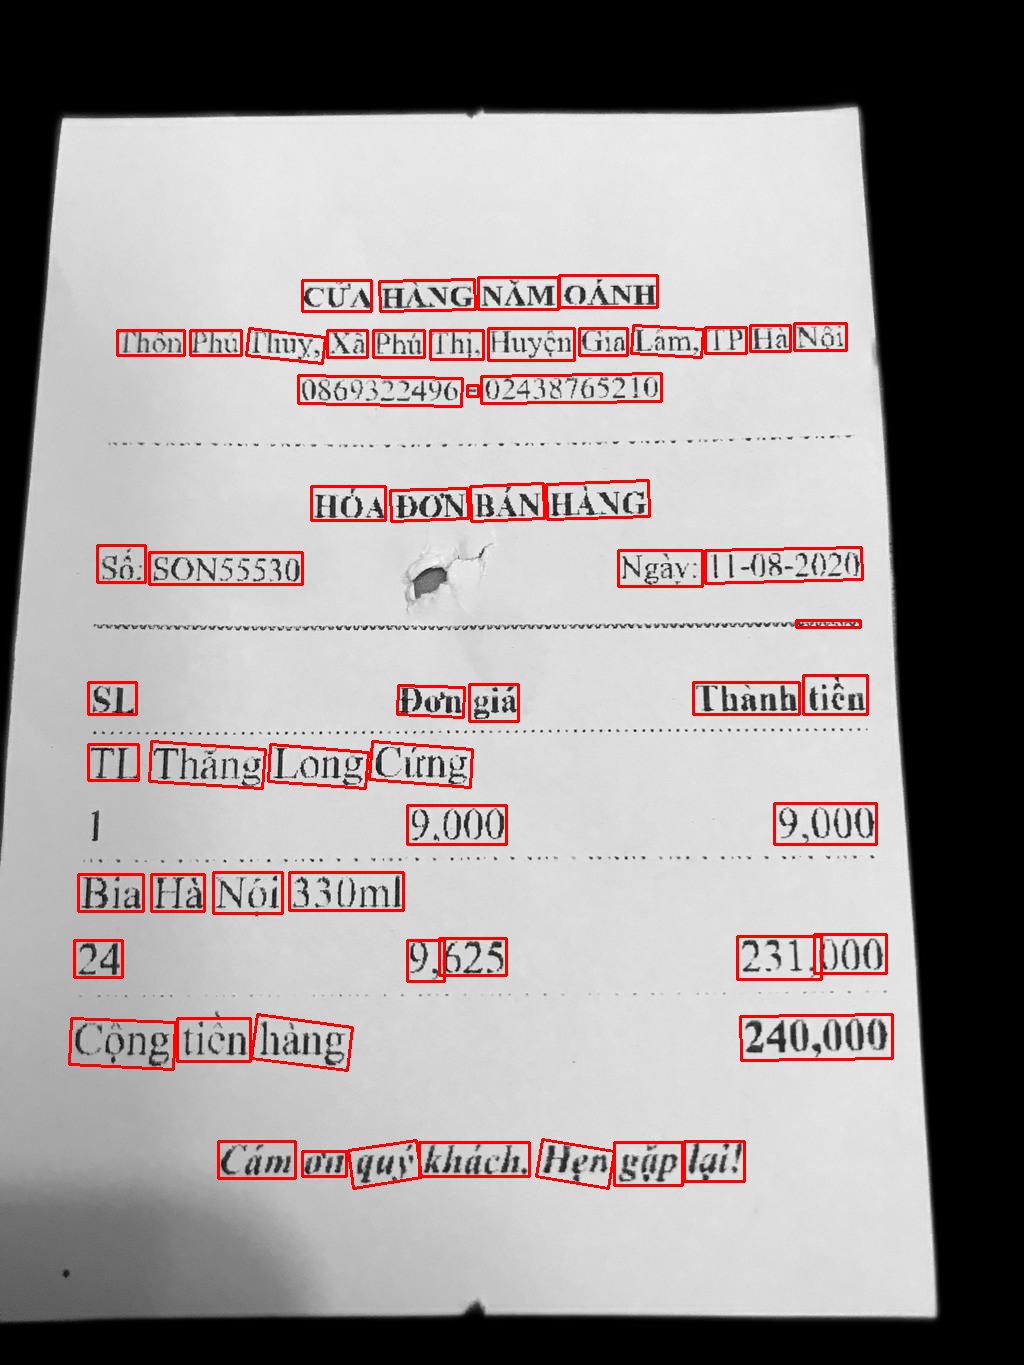 CỬA HÀNG NĂM OÁNH
Thôn Phú Thụy, Xã Phú Thị, Huyện Gia Lâm, TP Hà Nội
0869322496 - 02438765210
HÓA ĐƠN BÁN HÀNG
Số: SON55530 Ngày: 11-08-2020
SL Đơn giá Thành tiền
TL Thăng Long Cứng
1 9,000 9,000
Bia Hà Nội 330ml
24 9,625 231,000
Cộng tiền hàng 240,000
Cám ơn quý khách. Hẹn gặp lại!